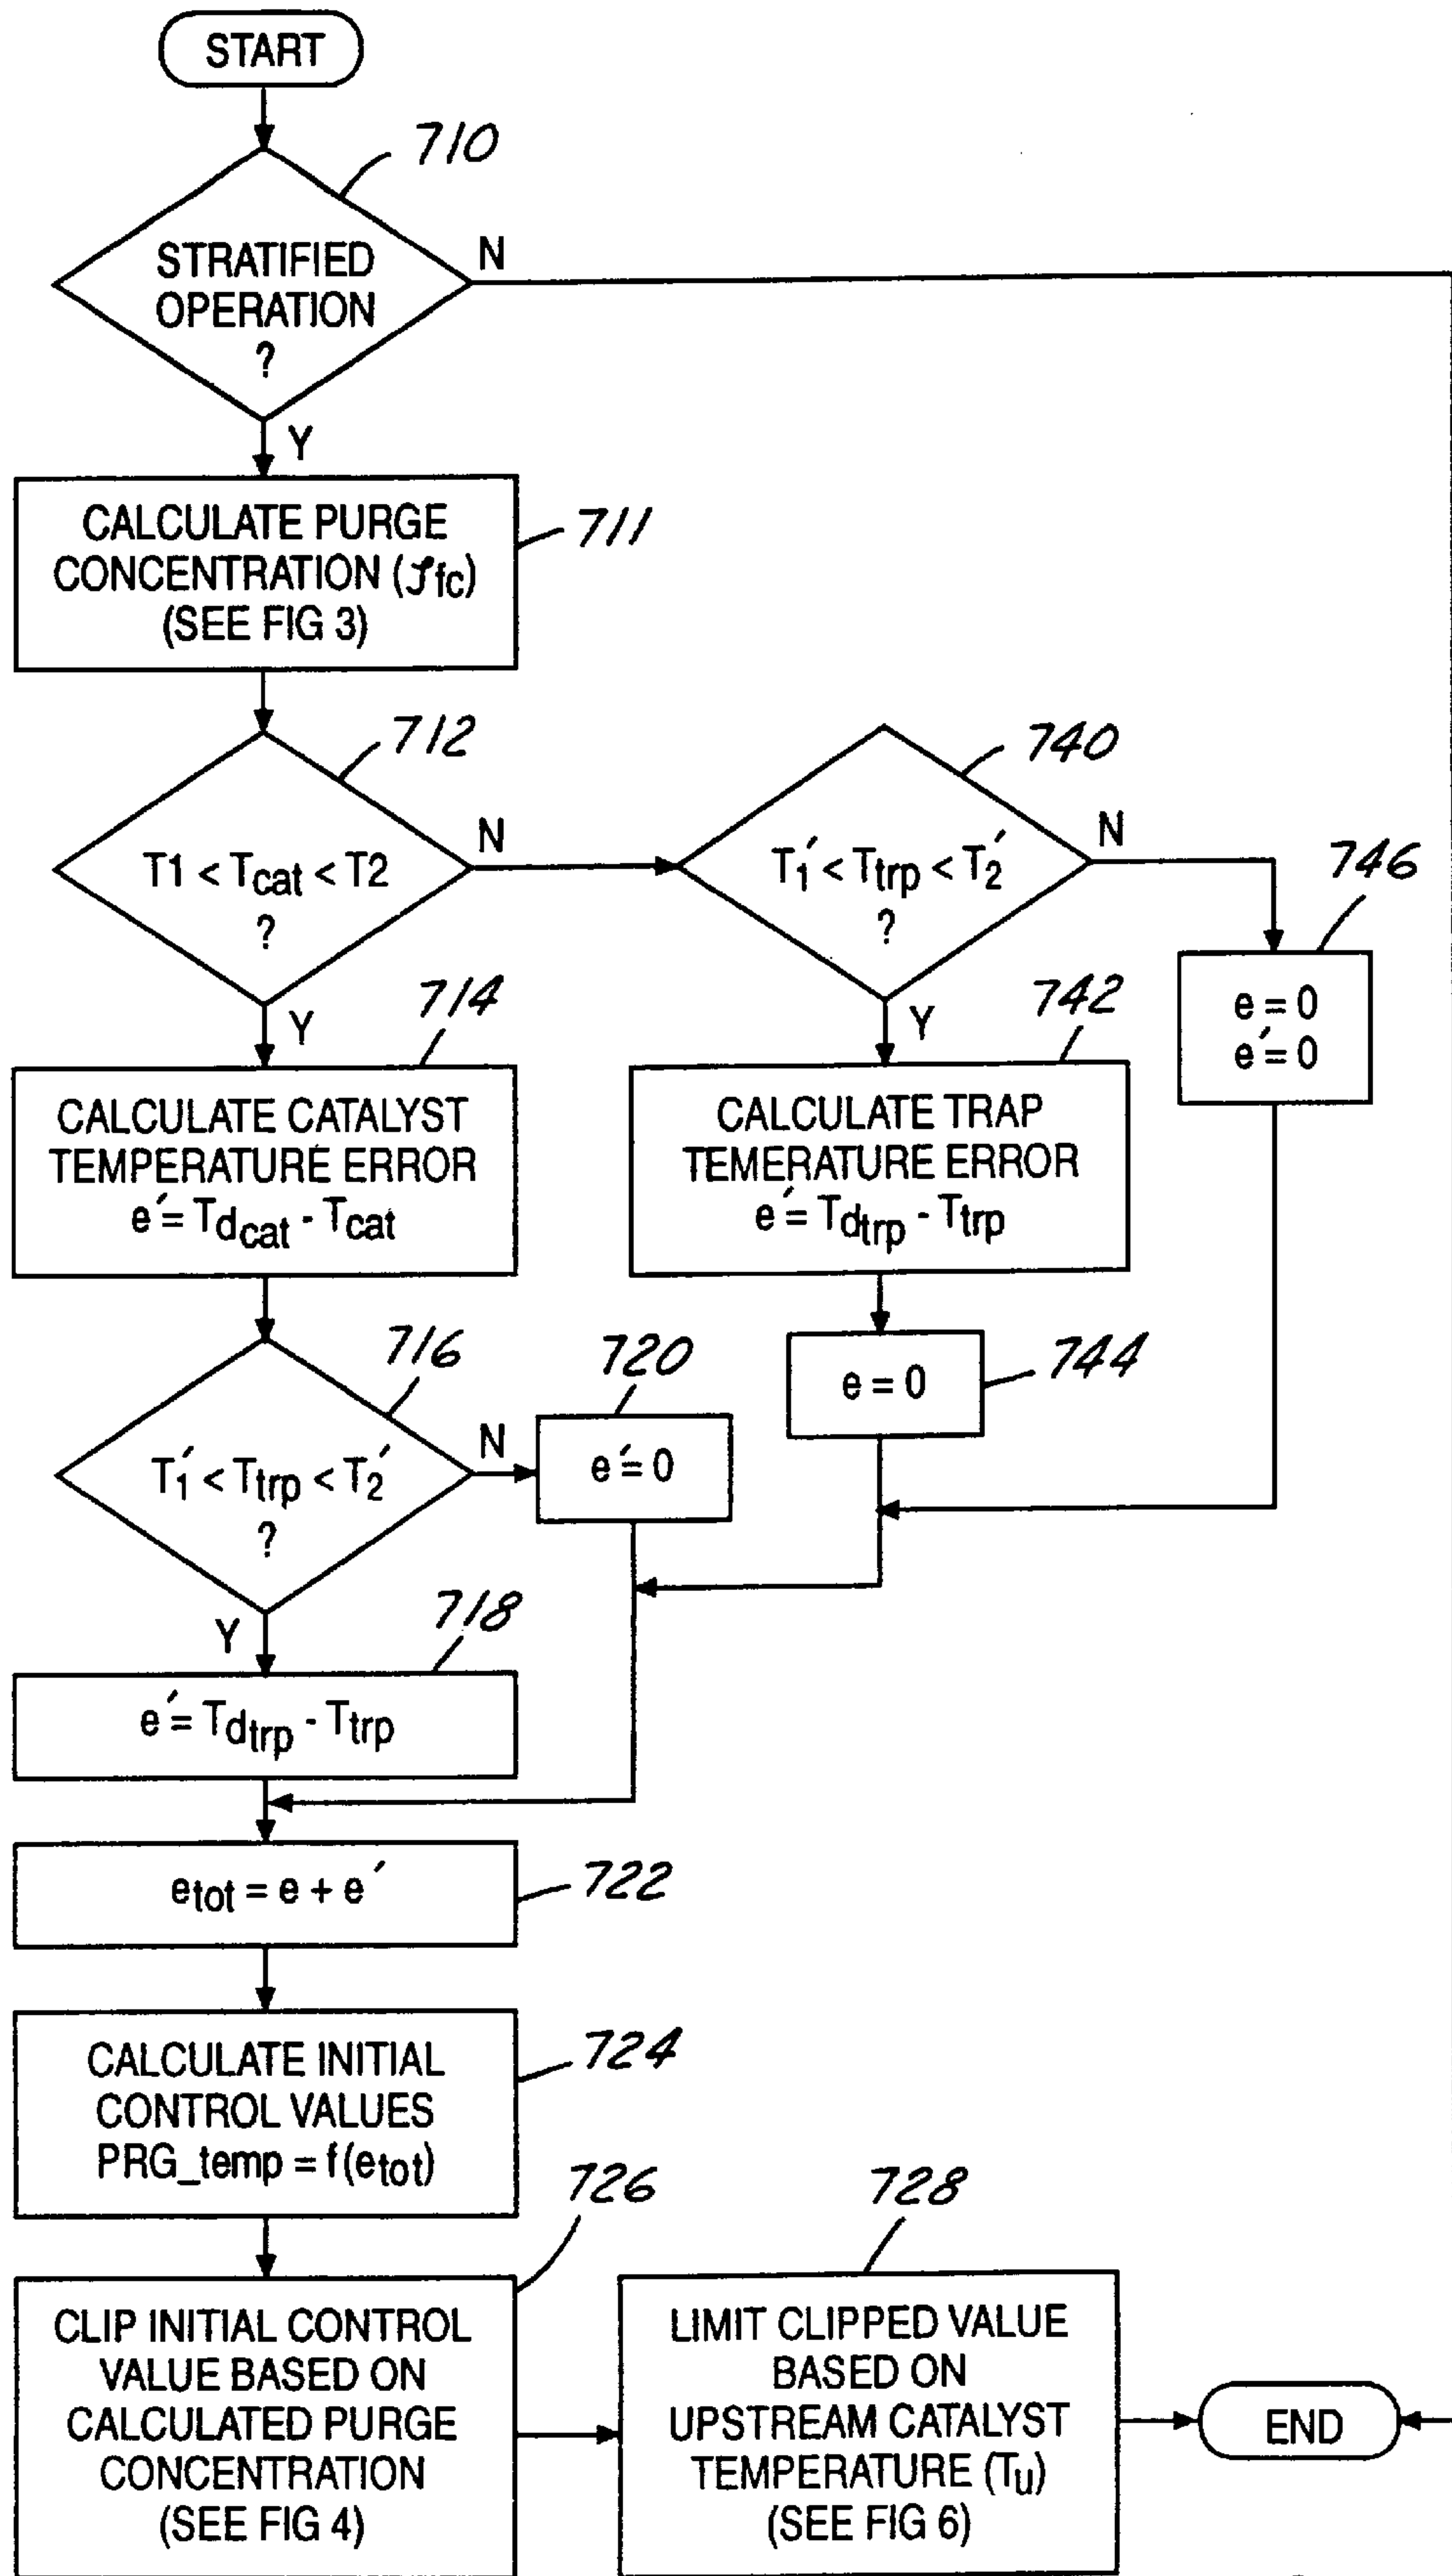 START
710
STRATIFIED
OPERATION
?
N
Y
CALCULATE PURGE
CONCENTRATION (ℐfc)
(SEE FIG 3)
711
712
T1 < Tcat < T2
?
N
Y
740
T1′ < Ttrp < T2′
?
N
Y
746
e = 0
e′ = 0
714
CALCULATE CATALYST
TEMPERATURE ERROR
e′ = Tdcat - Tcat
742
CALCULATE TRAP
TEMERATURE ERROR
e′ = Tdtrp - Ttrp
744
e = 0
716
T1′ < Ttrp < T2′
?
N
Y
720
e′ = 0
718
e′ = Tdtrp - Ttrp
etot = e + e′
722
CALCULATE INITIAL
CONTROL VALUES
PRG_temp = f(etot)
724
726
CLIP INITIAL CONTROL
VALUE BASED ON
CALCULATED PURGE
CONCENTRATION
(SEE FIG 4)
728
LIMIT CLIPPED VALUE
BASED ON
UPSTREAM CATALYST
TEMPERATURE (Tu)
(SEE FIG 6)
END